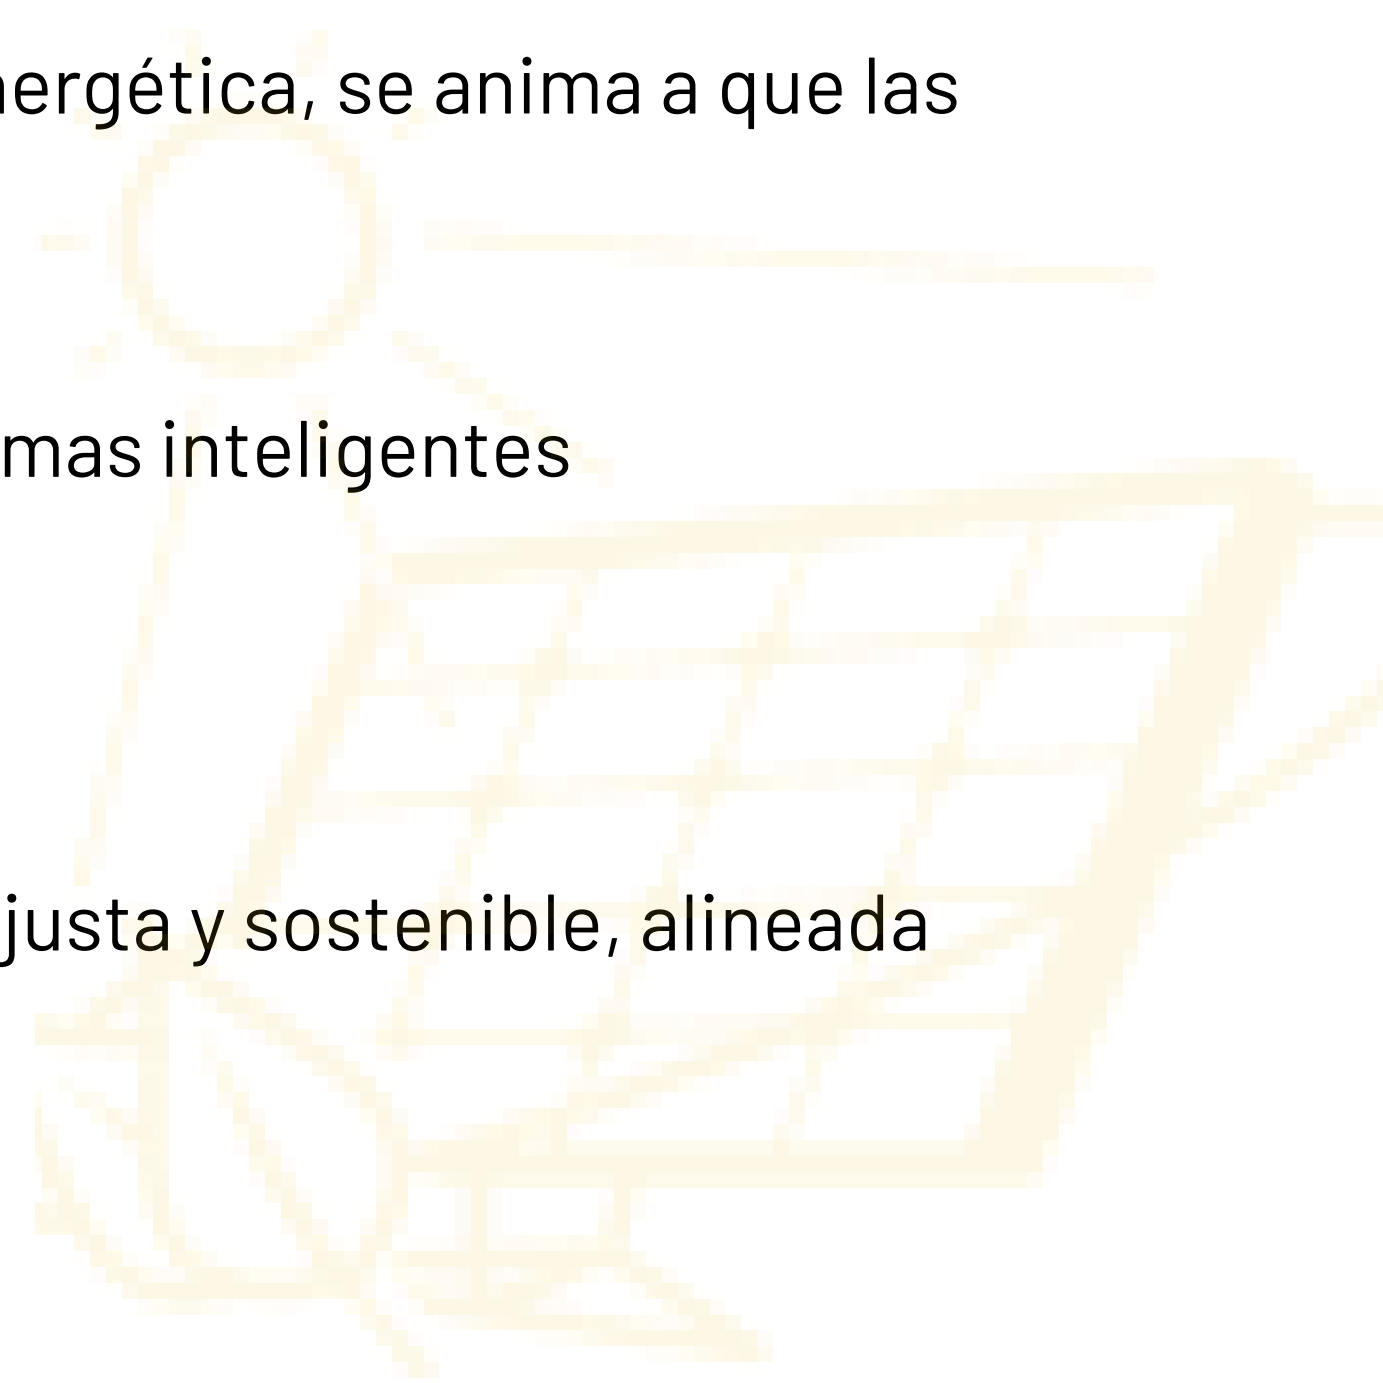 nergética, se anima a que las
mas inteligentes
justa y sostenible, alineada